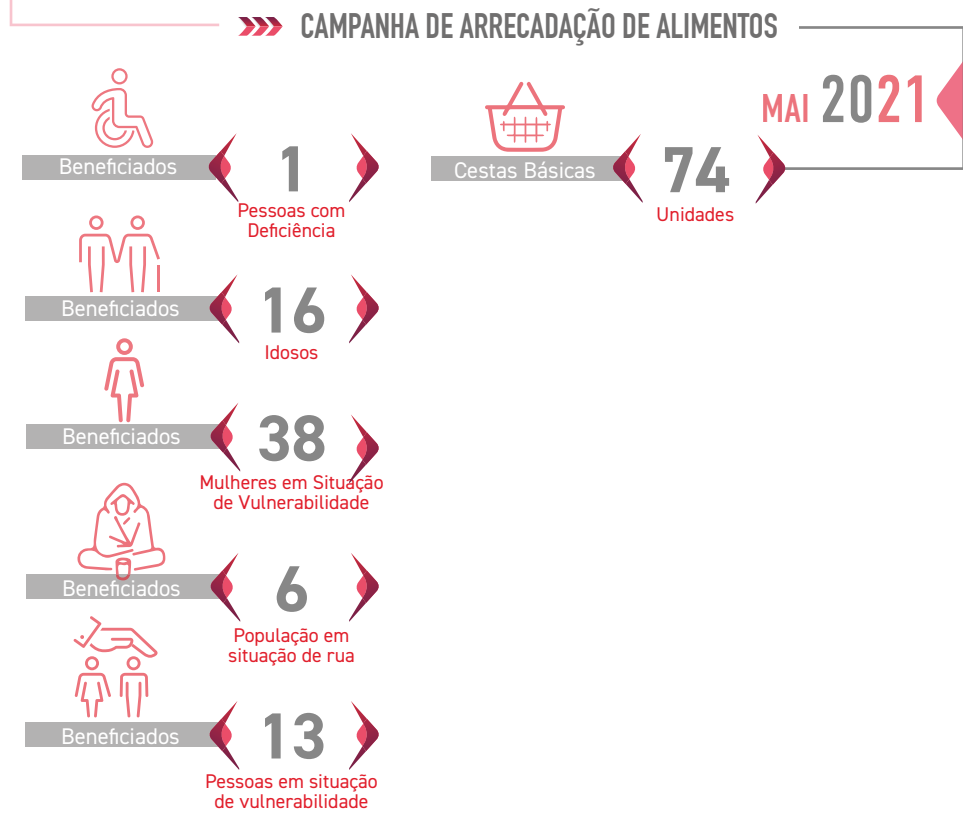 CAMPANHA DE ARRECADAÇÃO DE ALIMENTOS
MAI 2021
Beneficiados
1
Pessoas com
Deficiência
Cestas Básicas
74
Unidades
Beneficiados
16
Idosos
Beneficiados
38
Mulheres em Situação
de Vulnerabilidade
Beneficiados
6
População em
situação de rua
Beneficiados
13
Pessoas em situação
de vulnerabilidade